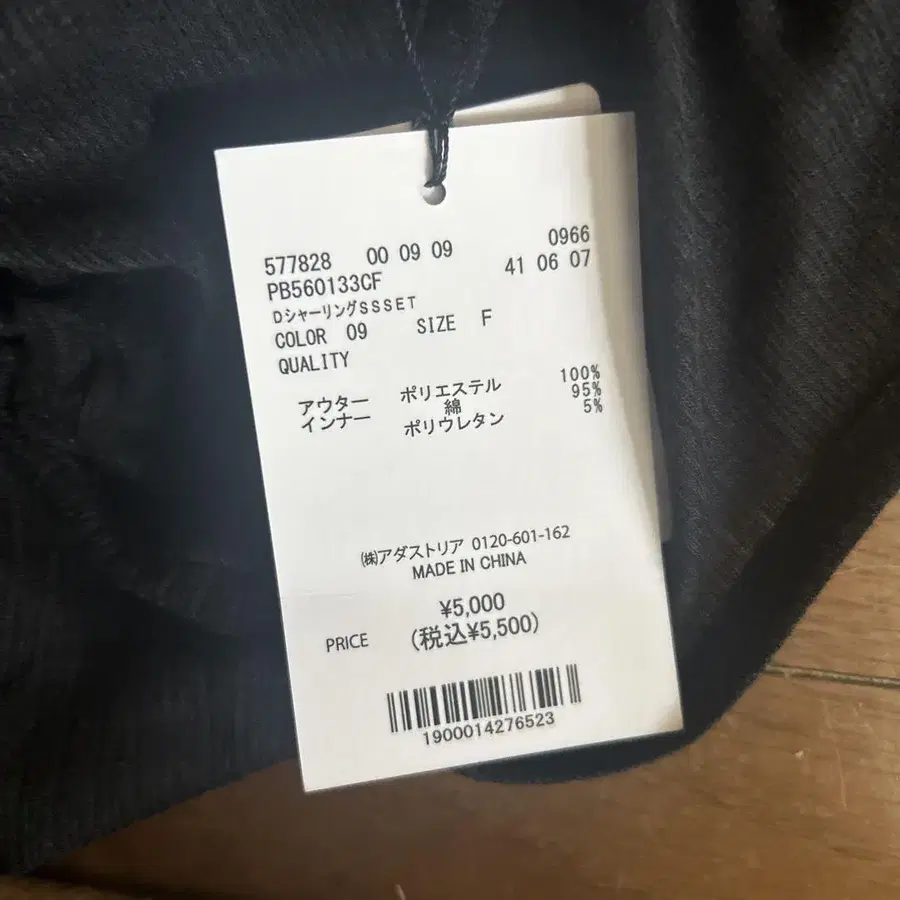 577828 00 09 09 0966
PB560133CF 41 06 07
DシャーリングSSSET
COLOR 09 SIZE F
QUALITY
アウター ポリエステル 100%
インナー 綿 95%
ポリウレタン 5%
㈱アダストリア 0120-601-162
MADE IN CHINA
¥5,000
PRICE (税込¥5,500)
1900014276523